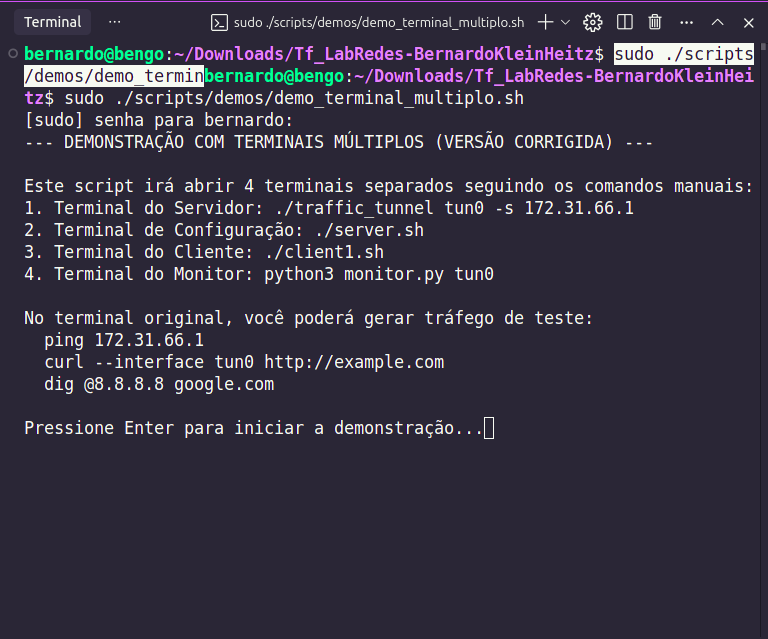 Terminal ··· sudo ./scripts/demos/demo_terminal_multiplo.sh
bernardo@bengo:~/Downloads/Tf_LabRedes-BernardoKleinHeitz$ sudo ./scripts
/demos/demo_terminbernardo@bengo:~/Downloads/Tf_LabRedes-BernardoKleinHei
tz$ sudo ./scripts/demos/demo_terminal_multiplo.sh
[sudo] senha para bernardo:
--- DEMONSTRAÇÃO COM TERMINAIS MÚLTIPLOS (VERSÃO CORRIGIDA) ---
Este script irá abrir 4 terminais separados seguindo os comandos manuais:
1. Terminal do Servidor: ./traffic_tunnel tun0 -s 172.31.66.1
2. Terminal de Configuração: ./server.sh
3. Terminal do Cliente: ./client1.sh
4. Terminal do Monitor: python3 monitor.py tun0
No terminal original, você poderá gerar tráfego de teste:
ping 172.31.66.1
curl --interface tun0 http://example.com
dig @8.8.8.8 google.com
Pressione Enter para iniciar a demonstração...